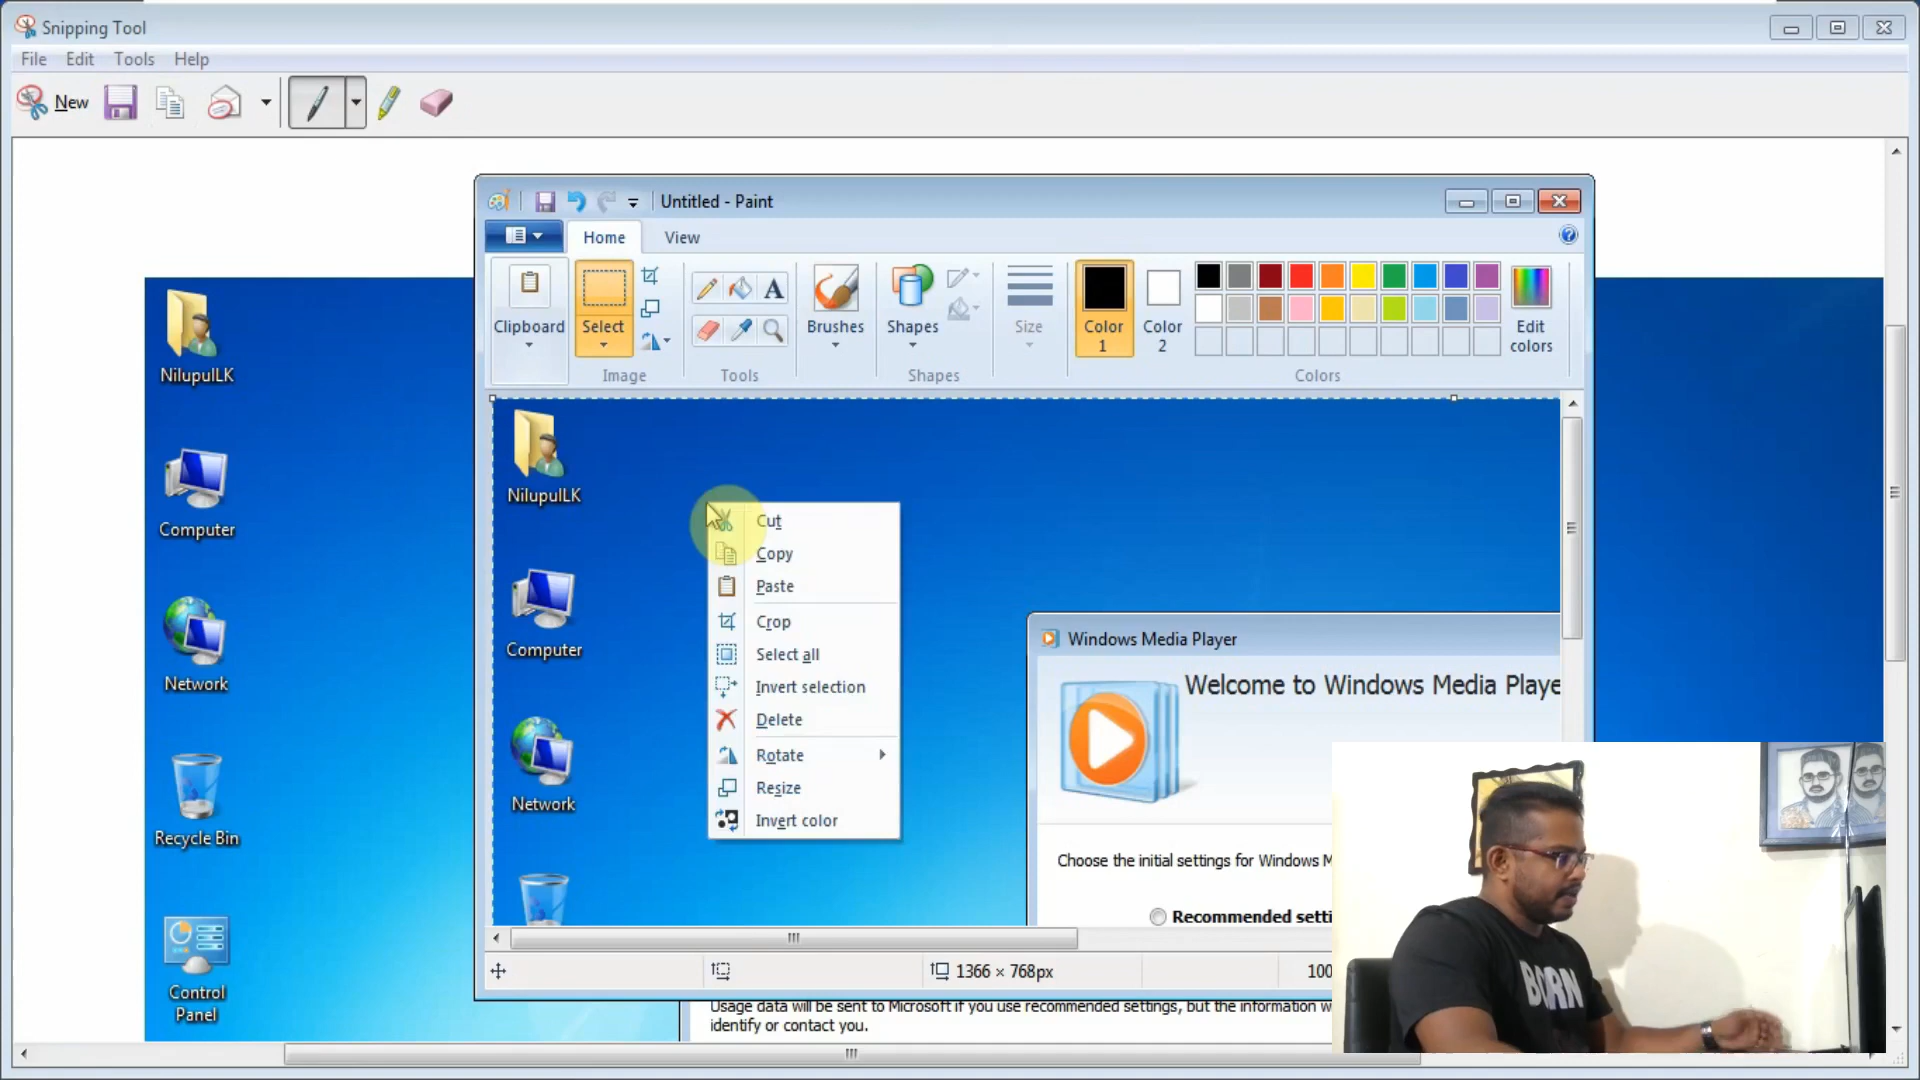 Snipping Tool
File Edit Tools Help
New
Untitled - Paint
Home View
Clipboard
Select
Image
Tools
Brushes
Shapes
Shapes
Size
Color
1
Color
2
Edit
colors
Colors
NilupulLK
Computer
Network
Recycle Bin
Control
Panel
NilupulLK
Computer
Network
Cut
Copy
Paste
Crop
Select all
Invert selection
Delete
Rotate
Resize
Invert color
Windows Media Player
Welcome to Windows Media Playe
Choose the initial settings for Windows M
Recommended setti
1366 × 768px
100
Usage data will be sent to Microsoft if you use recommended settings, but the information w
identify or contact you.
BORN